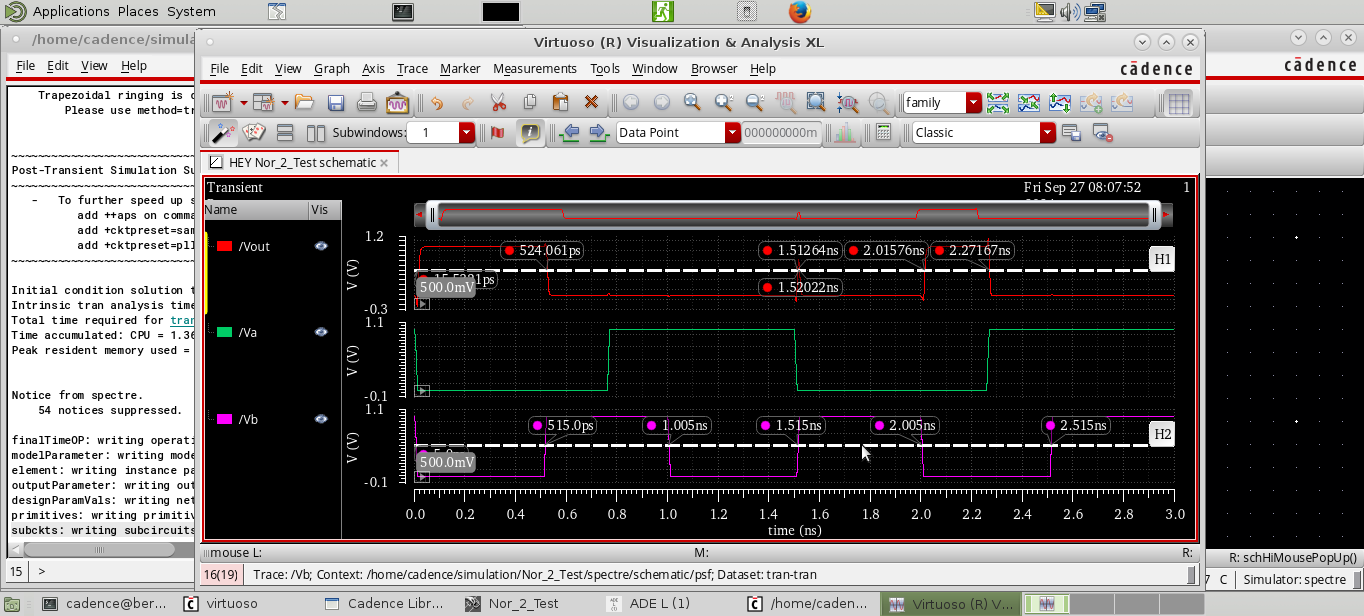 Applications Places System
/home/cadence/simula
Virtuoso (R) Visualization & Analysis XL
File Edit View Help
File Edit View Graph Axis Trace Marker Measurements Tools Window Browser Help
cādence
cādence
family
Subwindows: 1
Data Point
000000000m
Classic
HEY Nor_2_Test schematic
Trapezoidal ringing is c
Please use method=tr
Post-Transient Simulation Su
- To further speed up s
add ++aps on comma
add +cktpreset=sam
add +cktpreset=pll
Initial condition solution t
Intrinsic tran analysis time
Total time required for tran
Time accumulated: CPU = 1.36
Peak resident memory used =
Notice from spectre.
54 notices suppressed.
finalTimeOP: writing operati
modelParameter: writing mode
element: writing instance pa
outputParameter: writing out
designParamVals: writing net
primitives: writing primitiv
subckts: writing subcircuits
15 >
Transient
Fri Sep 27 08:07:52
1
Name Vis
/Vout
/Va
/Vb
1.2
V (V)
-0.3
524.061ps
1.51264ns
2.01576ns
2.27167ns
1.52022ns
500.0mV
H1
1.1
V (V)
-0.1
1.1
V (V)
-0.1
515.0ps
1.005ns
1.515ns
2.005ns
2.515ns
500.0mV
H2
0.0 0.2 0.4 0.6 0.8 1.0 1.2 1.4 1.6 1.8 2.0 2.2 2.4 2.6 2.8 3.0
time (ns)
mouse L: M: R:
16(19) Trace: /Vb; Context: /home/cadence/simulation/Nor_2_Test/spectre/schematic/psf; Dataset: tran-tran
R: schHiMousePopUp()
7 C Simulator: spectre
cadence@ber...
virtuoso
Cadence Libr...
Nor_2_Test
ADE L (1)
/home/caden...
Virtuoso (R) V...